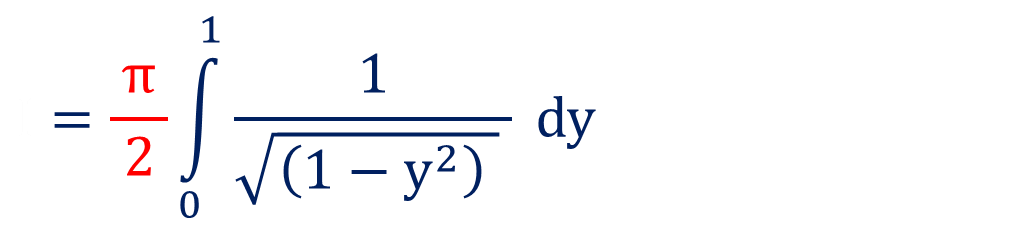 = π/2 ∫₀¹ 1/√(1 − y²) dy